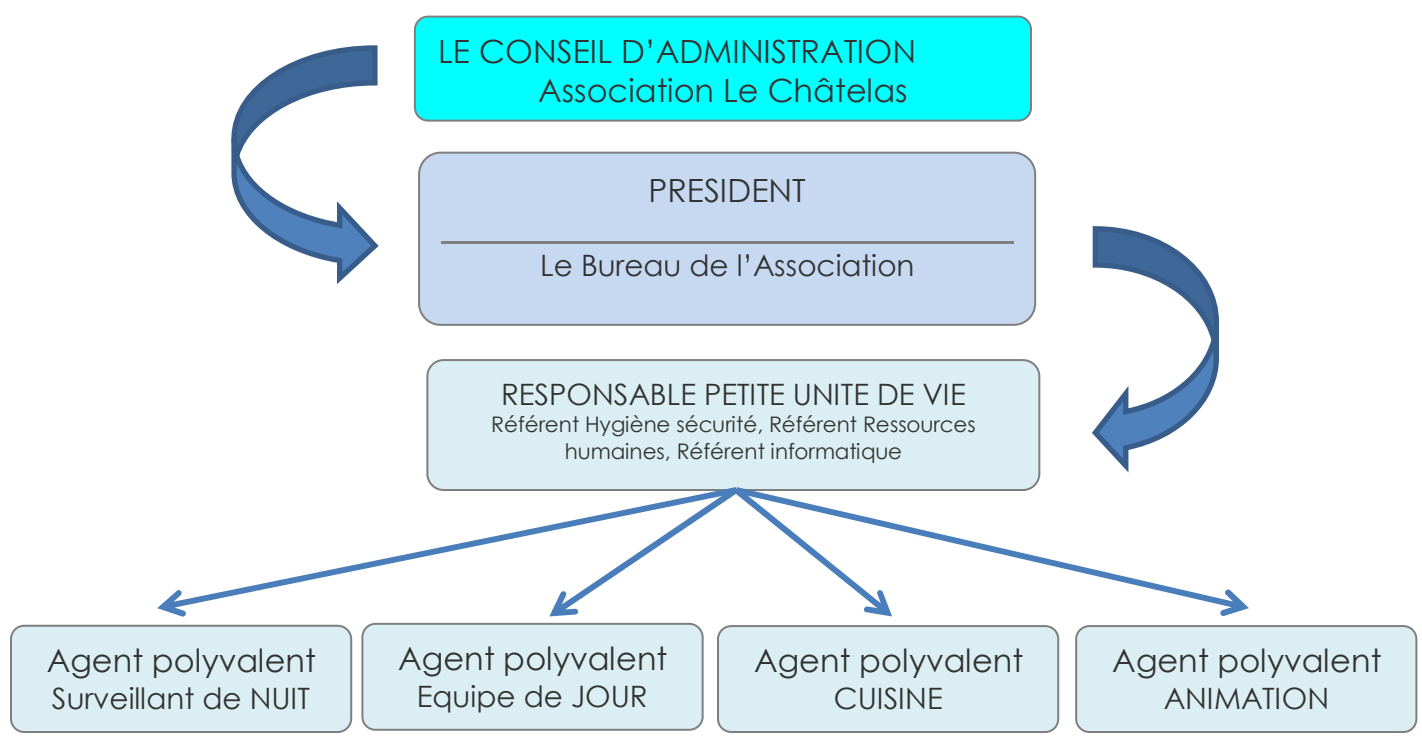 LE CONSEIL D’ADMINISTRATION
Association Le Châtelas
PRESIDENT
Le Bureau de l’Association
RESPONSABLE PETITE UNITE DE VIE
Référent Hygiène sécurité, Référent Ressources
humaines, Référent informatique
Agent polyvalent
Surveillant de NUIT
Agent polyvalent
Equipe de JOUR
Agent polyvalent
CUISINE
Agent polyvalent
ANIMATION